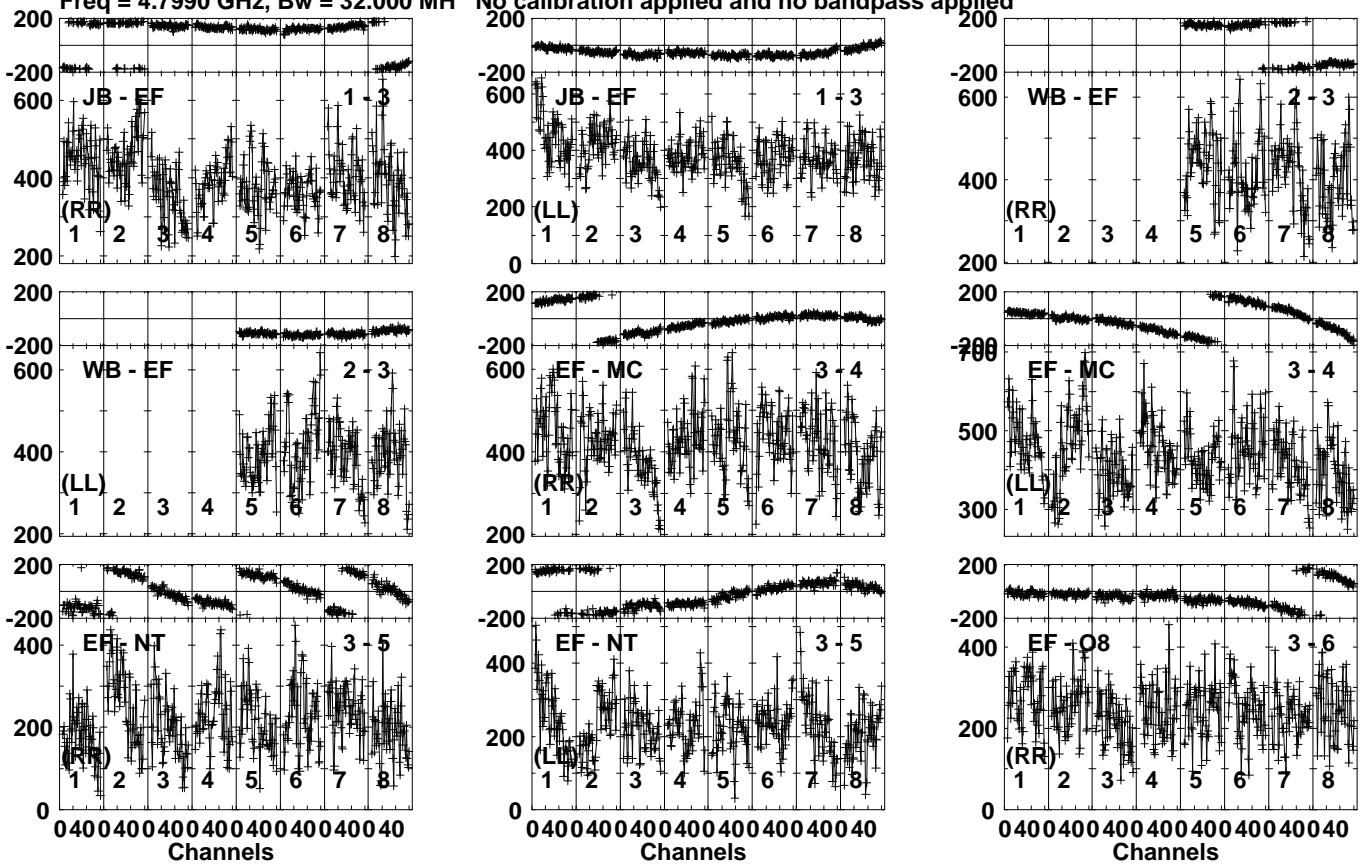 Freq = 4.7990 GHz, Bw = 32.000 MH No calibration applied and no bandpass applied
200
-200
JB - EF 1 - 3
600
400
200
(RR)
1 2 3 4 5 6 7 8
200
-200
JB - EF 1 - 3
600
400
200
0
(LL)
1 2 3 4 5 6 7 8
200
-200
WB - EF 2 - 3
600
400
200
(RR)
1 2 3 4 5 6 7 8
200
-200
WB - EF 2 - 3
600
400
200
(LL)
1 2 3 4 5 6 7 8
200
-200
EF - MC 3 - 4
600
400
200
(RR)
1 2 3 4 5 6 7 8
200
-200
700
EF - MC 3 - 4
500
300
(LL)
1 2 3 4 5 6 7 8
200
-200
EF - NT 3 - 5
400
200
0
(RR)
1 2 3 4 5 6 7 8
0 40 0 40 0 40 0 40 0 40 0 40 0 40 0 40
Channels
200
-200
EF - NT 3 - 5
400
200
0
(LL)
1 2 3 4 5 6 7 8
0 40 0 40 0 40 0 40 0 40 0 40 0 40 0 40
Channels
200
-200
EF - O8 3 - 6
400
200
0
(RR)
1 2 3 4 5 6 7 8
0 40 0 40 0 40 0 40 0 40 0 40 0 40 0 40
Channels